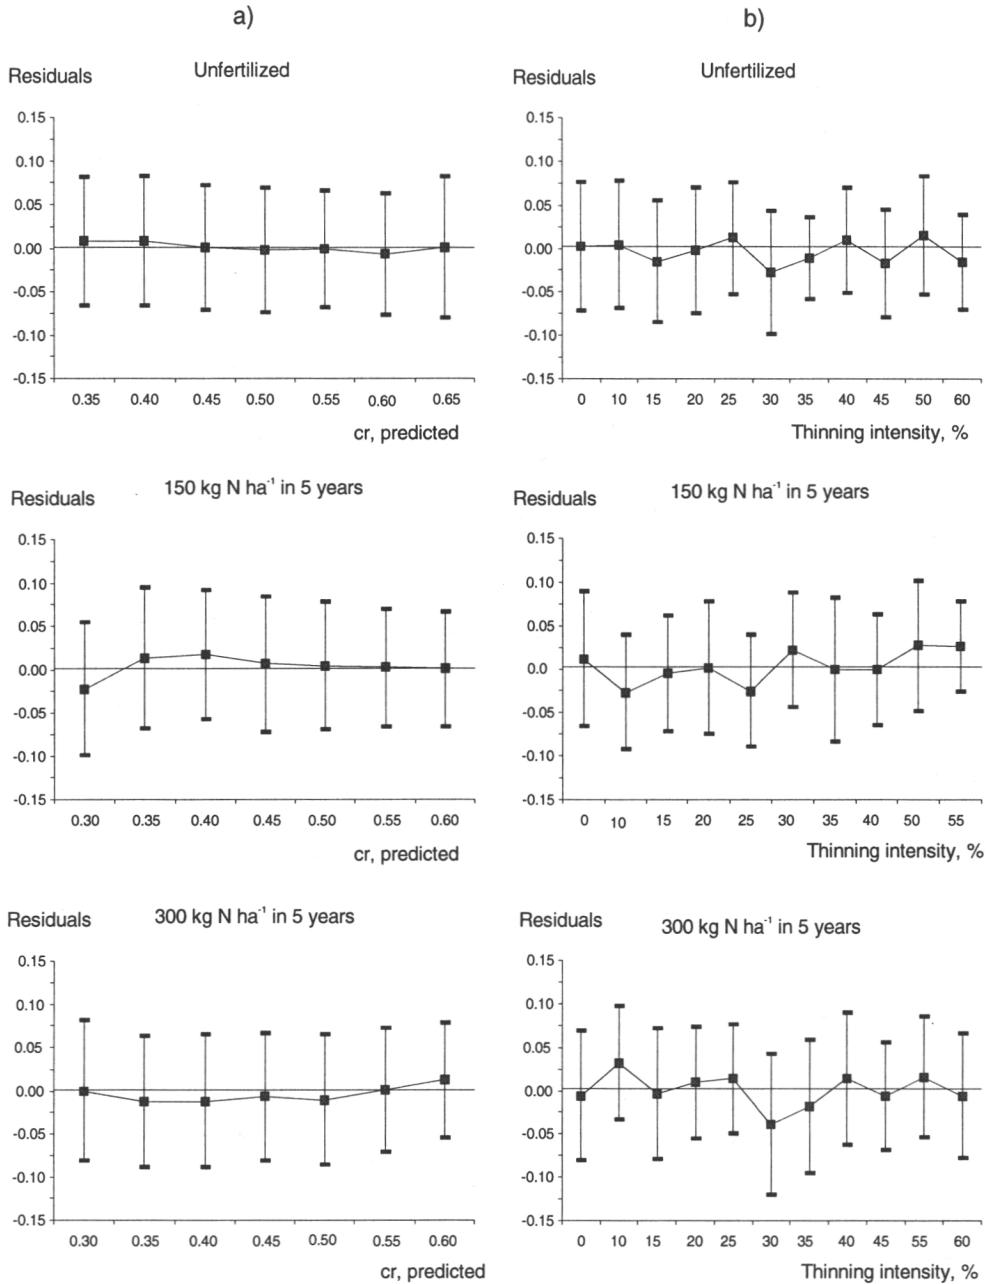 a)
b)
Residuals
Unfertilized
0.15
0.10
0.05
0.00
-0.05
-0.10
-0.15
0.35 0.40 0.45 0.50 0.55 0.60 0.65
cr, predicted
Residuals
Unfertilized
0.15
0.10
0.05
0.00
-0.05
-0.10
-0.15
0 10 15 20 25 30 35 40 45 50 60
Thinning intensity, %
Residuals
150 kg N ha⁻¹ in 5 years
0.15
0.10
0.05
0.00
-0.05
-0.10
-0.15
0.30 0.35 0.40 0.45 0.50 0.55 0.60
cr, predicted
Residuals
150 kg N ha⁻¹ in 5 years
0.15
0.10
0.05
0.0
-0.05
-0.10
-0.15
0 10 15 20 25 30 35 40 50 55
Thinning intensity, %
Residuals
300 kg N ha⁻¹ in 5 years
0.15
0.10
0.05
0.00
-0.05
-0.10
-0.15
0.30 0.35 0.40 0.45 0.50 0.55 0.60
cr, predicted
Residuals
300 kg N ha⁻¹ in 5 years
0.15
0.10
0.05
0.00
-0.05
-0.10
-0.15
0 10 15 20 25 30 35 40 45 55 60
Thinning intensity, %